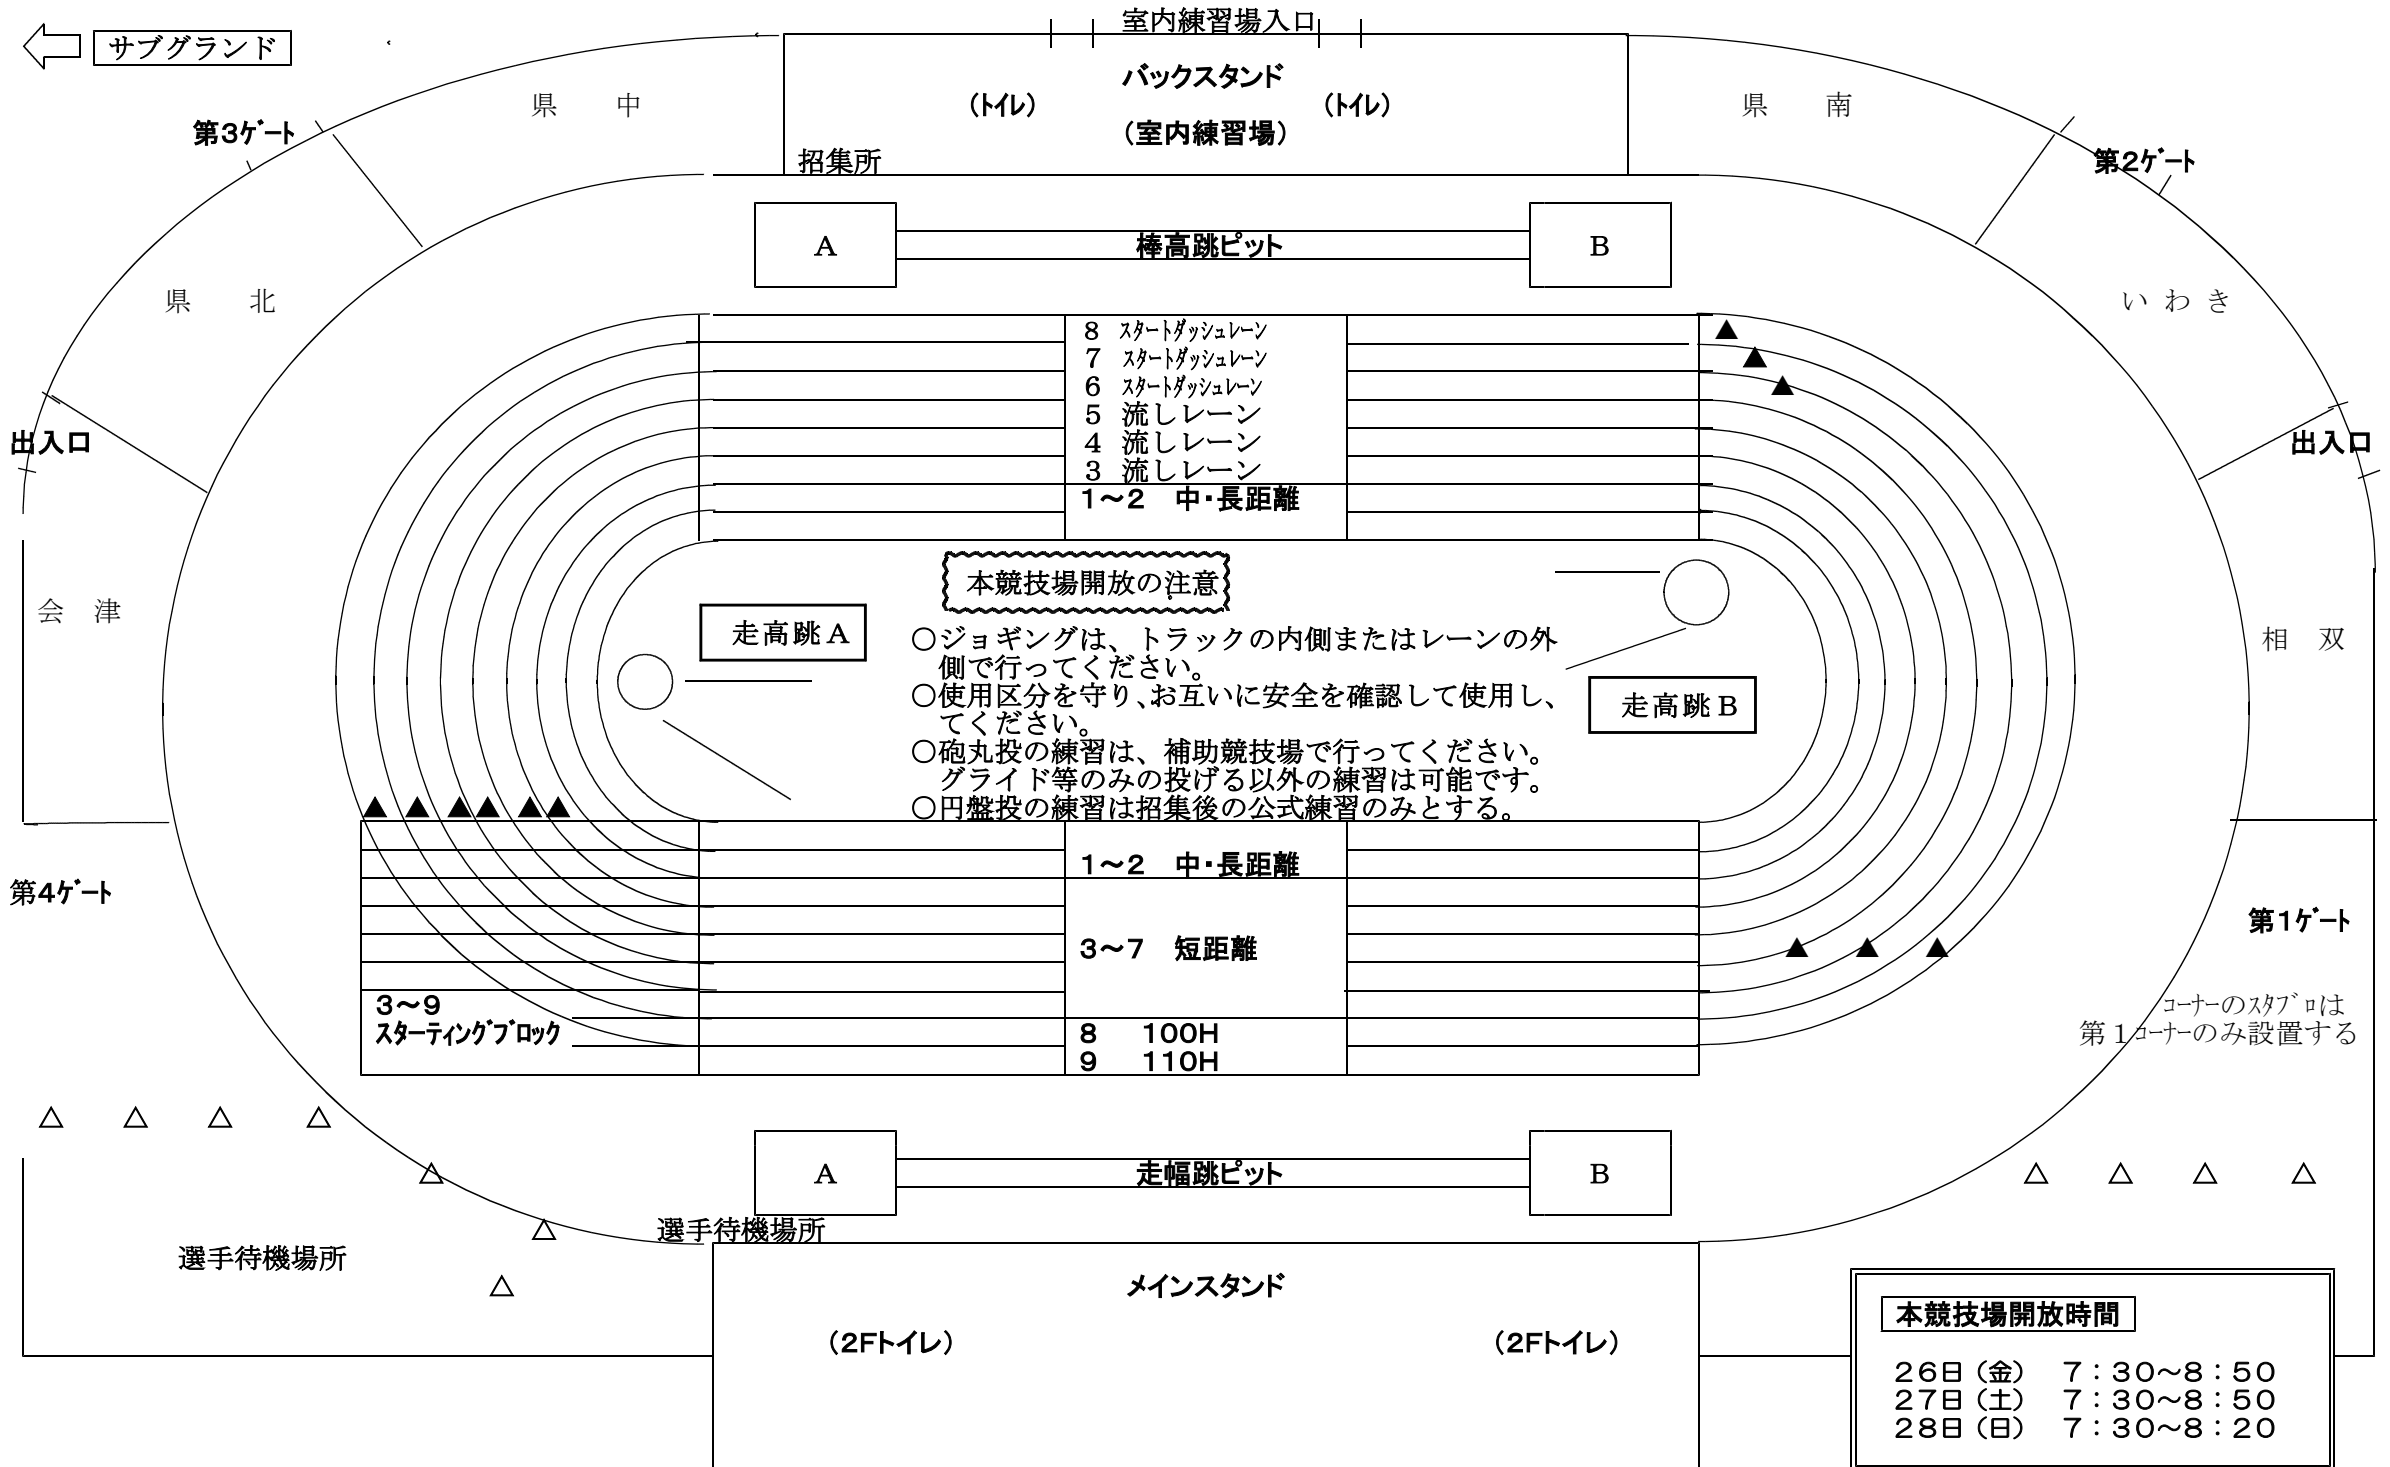 室内練習場入口
サブグランド
バックスタンド
県　中
(トイレ)
(トイレ)
県　南
第3ゲート
(室内練習場)
招集所
第2ゲート
A
棒高跳ピット
B
県　北
いわき
8 スタートダッシュレーン
7 スタートダッシュレーン
6 スタートダッシュレーン
5 流しレーン
4 流しレーン
3 流しレーン
1～2　中・長距離
出入口
出入口
本競技場開放の注意
会　津
走高跳A
相　双
○ジョギングは、トラックの内側またはレーンの外
側で行ってください。
○使用区分を守り、お互いに安全を確認して使用し、
てください。
走高跳B
○砲丸投の練習は、補助競技場で行ってください。
グライド等のみの投げる以外の練習は可能です。
○円盤投の練習は招集後の公式練習のみとする。
▲ ▲ ▲ ▲ ▲ ▲
1～2　中・長距離
第4ゲート
第1ゲート
3～7　短距離
3～9
スターティングブロック
8　100H
9　110H
コーナーのスタブロは
第1コーナーのみ設置する
△ △ △ △
A
走幅跳ピット
B
△ △ △ △
選手待機場所
選手待機場所
メインスタンド
(2Fトイレ)
(2Fトイレ)
本競技場開放時間
26日(金)　7:30～8:50
27日(土)　7:30～8:50
28日(日)　7:30～8:20